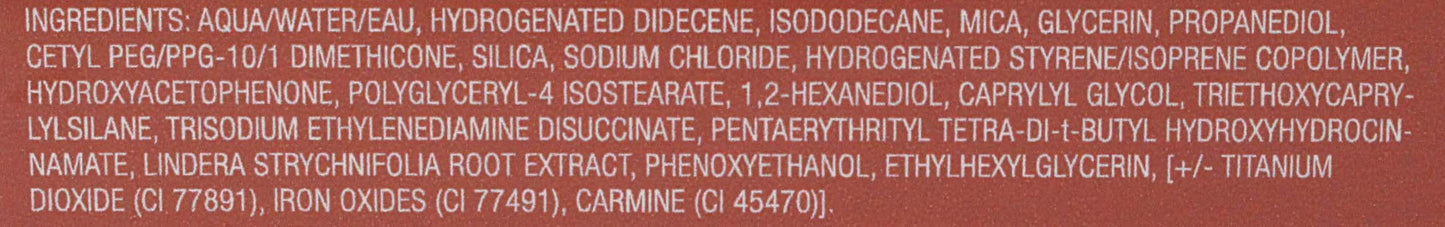 INGREDIENTS: AQUA/WATER/EAU, HYDROGENATED DIDECENE, ISODODECANE, MICA, GLYCERIN, PROPANEDIOL,
CETYL PEG/PPG-10/1 DIMETHICONE, SILICA, SODIUM CHLORIDE, HYDROGENATED STYRENE/ISOPRENE COPOLYMER,
HYDROXYACETOPHENONE, POLYGLYCERYL-4 ISOSTEARATE, 1,2-HEXANEDIOL, CAPRYLYL GLYCOL, TRIETHOXYCAPRY-
LYLSILANE, TRISODIUM ETHYLENEDIAMINE DISUCCINATE, PENTAERYTHRITYL TETRA-DI-t-BUTYL HYDROXYHYDROCIN-
NAMATE, LINDERA STRYCHNIFOLIA ROOT EXTRACT, PHENOXYETHANOL, ETHYLHEXYLGLYCERIN, [+/- TITANIUM
DIOXIDE (CI 77891), IRON OXIDES (CI 77491), CARMINE (CI 45470)].